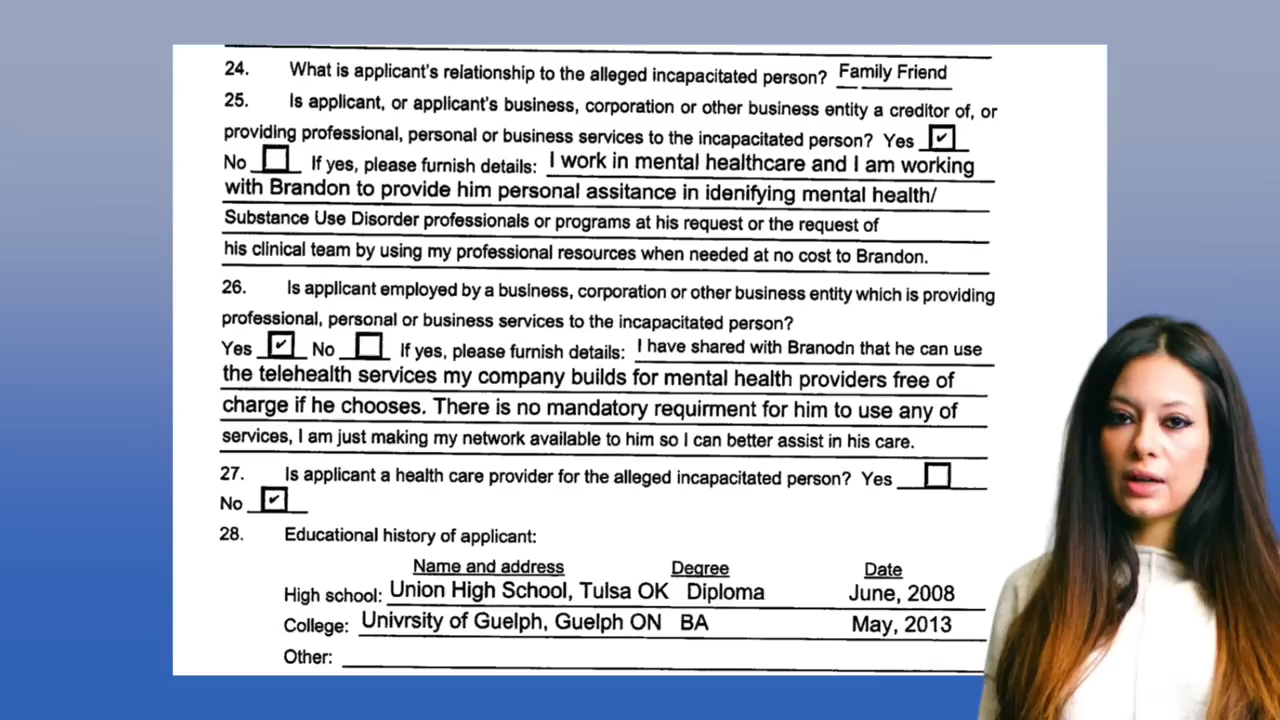 24. What is applicant's relationship to the alleged incapacitated person? Family Friend
25. Is applicant, or applicant's business, corporation or other business entity a creditor of, or
providing professional, personal or business services to the incapacitated person? Yes ✔
No If yes, please furnish details: I work in mental healthcare and I am working
with Brandon to provide him personal assitance in idenifying mental health/
Substance Use Disorder professionals or programs at his request or the request of
his clinical team by using my professional resources when needed at no cost to Brandon.
26. Is applicant employed by a business, corporation or other business entity which is providing
professional, personal or business services to the incapacitated person?
Yes ✔ No If yes, please furnish details: I have shared with Branodn that he can use
the telehealth services my company builds for mental health providers free of
charge if he chooses. There is no mandatory requirment for him to use any of
services, I am just making my network available to him so I can better assist in his care.
27. Is applicant a health care provider for the alleged incapacitated person? Yes
No ✔
28. Educational history of applicant:
Name and address Degree Date
High school: Union High School, Tulsa OK Diploma June, 2008
College: Univrsity of Guelph, Guelph ON BA May, 2013
Other: